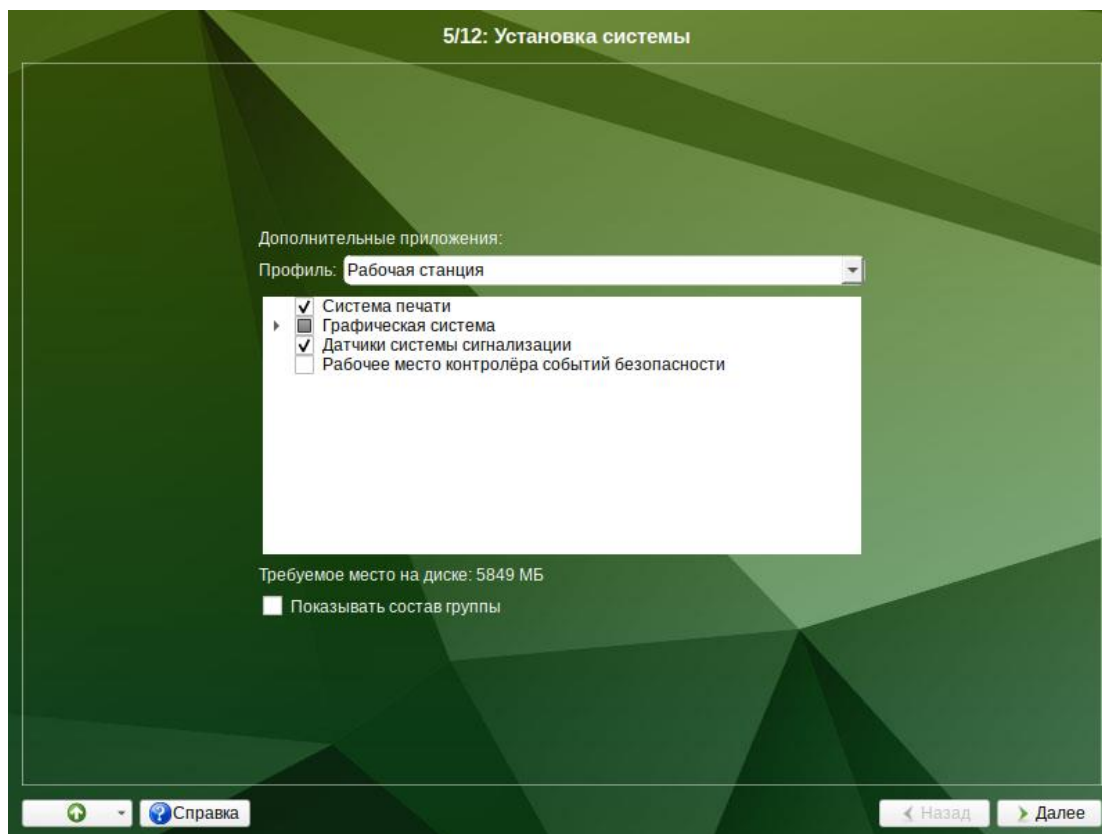 5/12: Установка системы
Дополнительные приложения:
Профиль: Рабочая станция
Система печати
Графическая система
Датчики системы сигнализации
Рабочее место контролёра событий безопасности
Требуемое место на диске: 5849 МБ
Показывать состав группы
Справка
Назад
Далее